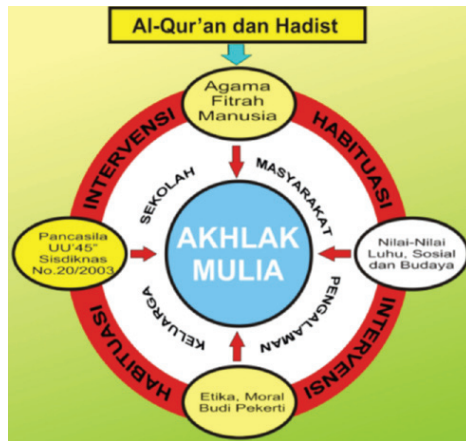 Al-Qur'an dan Hadist
Agama
Fitrah
Manusia
INTERVENSI
HABITUASI
SEKOLAH
MASYARAKAT
Pancasila
UU'45"
Sisdiknas
No.20/2003
AKHLAK
MULIA
Nilai-Nilai
Luhu, Sosial
dan Budaya
KELUARGA
PENGALAMAN
HABITUASI
INTERVENSI
Etika, Moral
Budi Pekerti